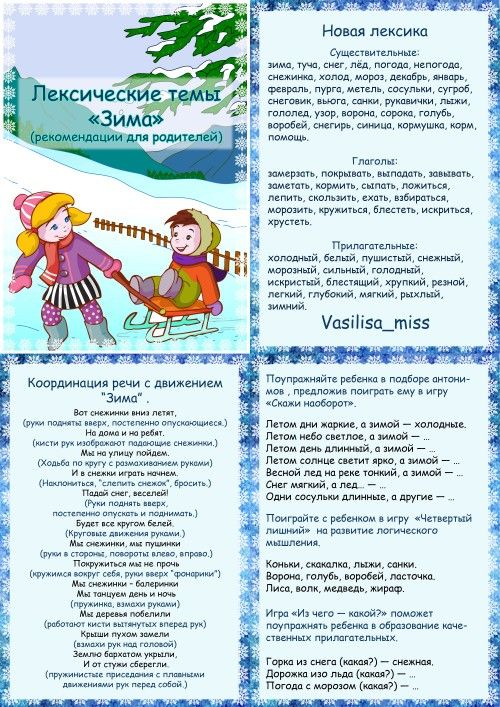 Лексические темы
«Зима»
(рекомендации для родителей)
Новая лексика
Существительные:
зима, туча, снег, лёд, погода, непогода,
снежинка, холод, мороз, декабрь, январь,
февраль, пурга, метель, сосульки, сугроб,
снеговик, вьюга, санки, рукавички, лыжи,
гололед, узор, ворона, сорока, голубь,
воробей, снегирь, синица, кормушка, корм,
помощь.
Глаголы:
замерзать, покрывать, выпадать, завывать,
заметать, кормить, сыпать, ложиться,
лепить, скользить, ехать, взбираться,
морозить, кружиться, блестеть, искриться,
хрустеть.
Прилагательные:
холодный, белый, пушистый, снежный,
морозный, сильный, голодный,
искристый, блестящий, хрупкий, резной,
легкий, глубокий, мягкий, рыхлый,
зимний.
Vasilisa_miss
Координация речи с движением
"Зима" .
Вот снежинки вниз летят,
(руки подняты вверх, постепенно опускающиеся.)
На дома и на ребят.
(кисти рук изображают падающие снежинки.)
Мы на улицу пойдем.
(Ходьба по кругу с размахиванием руками)
И в снежки играть начнем.
(Наклониться, "слепить снежок", бросить.)
Падай снег, веселей!
(Руки поднять вверх,
постепенно опускать и поднимать.)
Будет все кругом белей.
(Круговые движения руками.)
Мы снежинки, мы пушинки
(руки в стороны, повороты влево, вправо.)
Покружиться мы не прочь
(кружимся вокруг себя, руки вверх "фонарики")
Мы снежинки – балеринки
Мы танцуем день и ночь
(пружинка, взмахи руками)
Мы деревья побелили
(работают кисти вытянутых вперед рук)
Крыши пухом замели
(взмахи рук над головой)
Землю бархатом укрыли,
И от стужи сберегли.
(пружинистые приседания с плавными
движениями рук перед собой.)
Поупражняйте ребенка в подборе антони-
мов , предложив поиграть ему в игру
«Скажи наоборот».
Летом дни жаркие, а зимой — холодные.
Летом небо светлое, а зимой — …
Летом день длинный, а зимой — …
Летом солнце светит ярко, а зимой — …
Весной лед на реке тонкий, а зимой — …
Снег мягкий, а лед… — …
Одни сосульки длинные, а другие — …
Поиграйте с ребенком в игру «Четвертый
лишний» на развитие логического
мышления.
Коньки, скакалка, лыжи, санки.
Ворона, голубь, воробей, ласточка.
Лиса, волк, медведь, жираф.
Игра «Из чего — какой?» поможет
поупражнять ребенка в образование каче-
ственных прилагательных.
Горка из снега (какая?) — снежная.
Дорожка изо льда (какая?) — …
Погода с морозом (какая?) — …